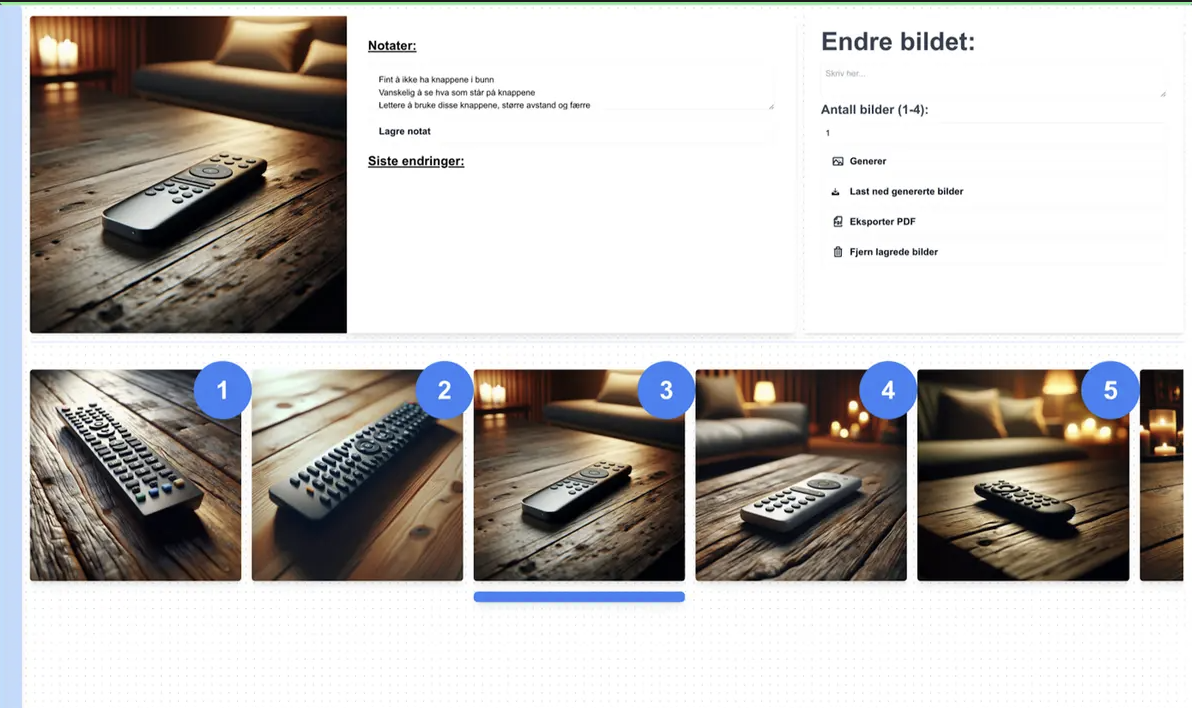 Notater:
Fint å ikke ha knappene i bunn
Vanskelig å se hva som står på knappene
Lettere å bruke disse knappene, større avstand og færre
Lagre notat
Siste endringer:
Endre bildet:
Skriv her...
Antall bilder (1-4):
1
Generer
Last ned genererte bilder
Eksporter PDF
Fjern lagrede bilder
1
2
3
4
5